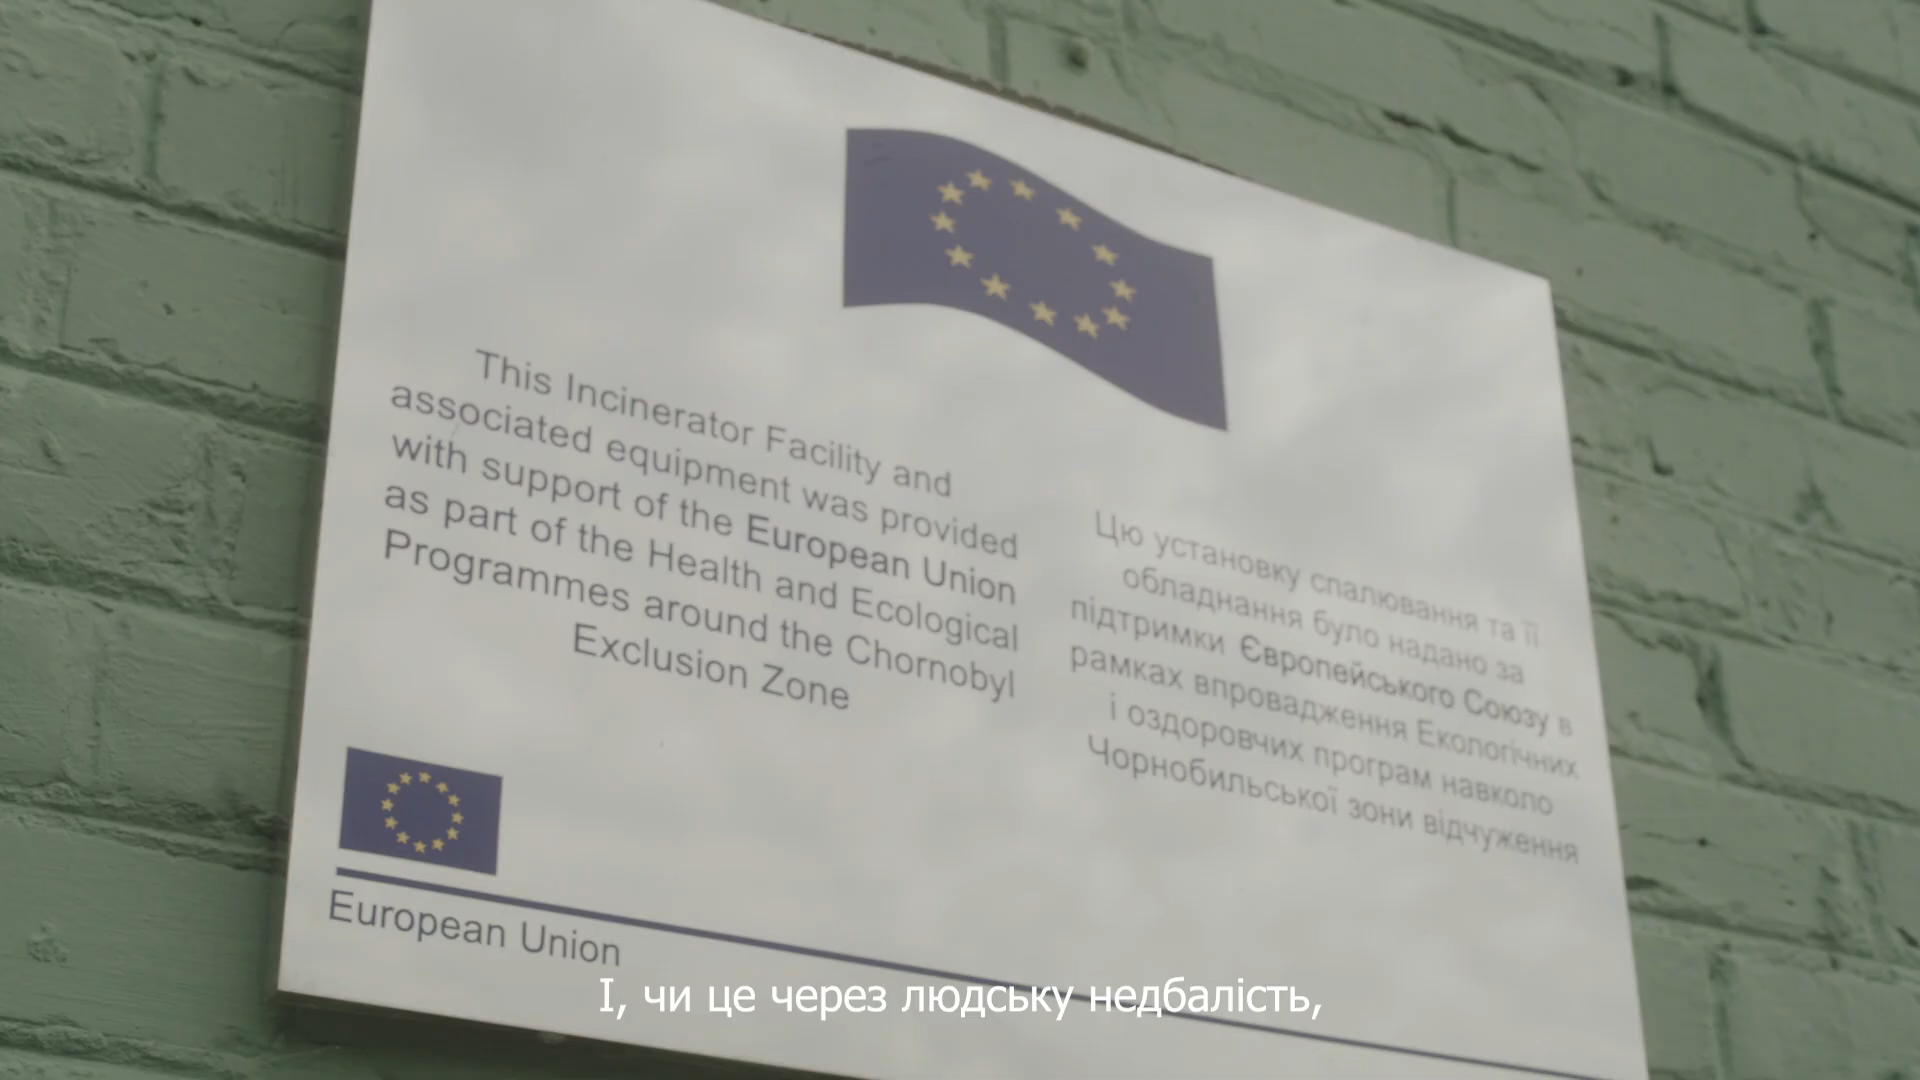 This Incinerator Facility and
associated equipment was provided
with support of the European Union
as part of the Health and Ecological
Programmes around the Chornobyl
Exclusion Zone
Цю установку спалювання та її
обладнання було надано за
підтримки Європейського Союзу в
рамках впровадження Екологічних
і оздоровчих програм навколо
Чорнобильської зони відчуження
European Union
І, чи це через людську недбалість,